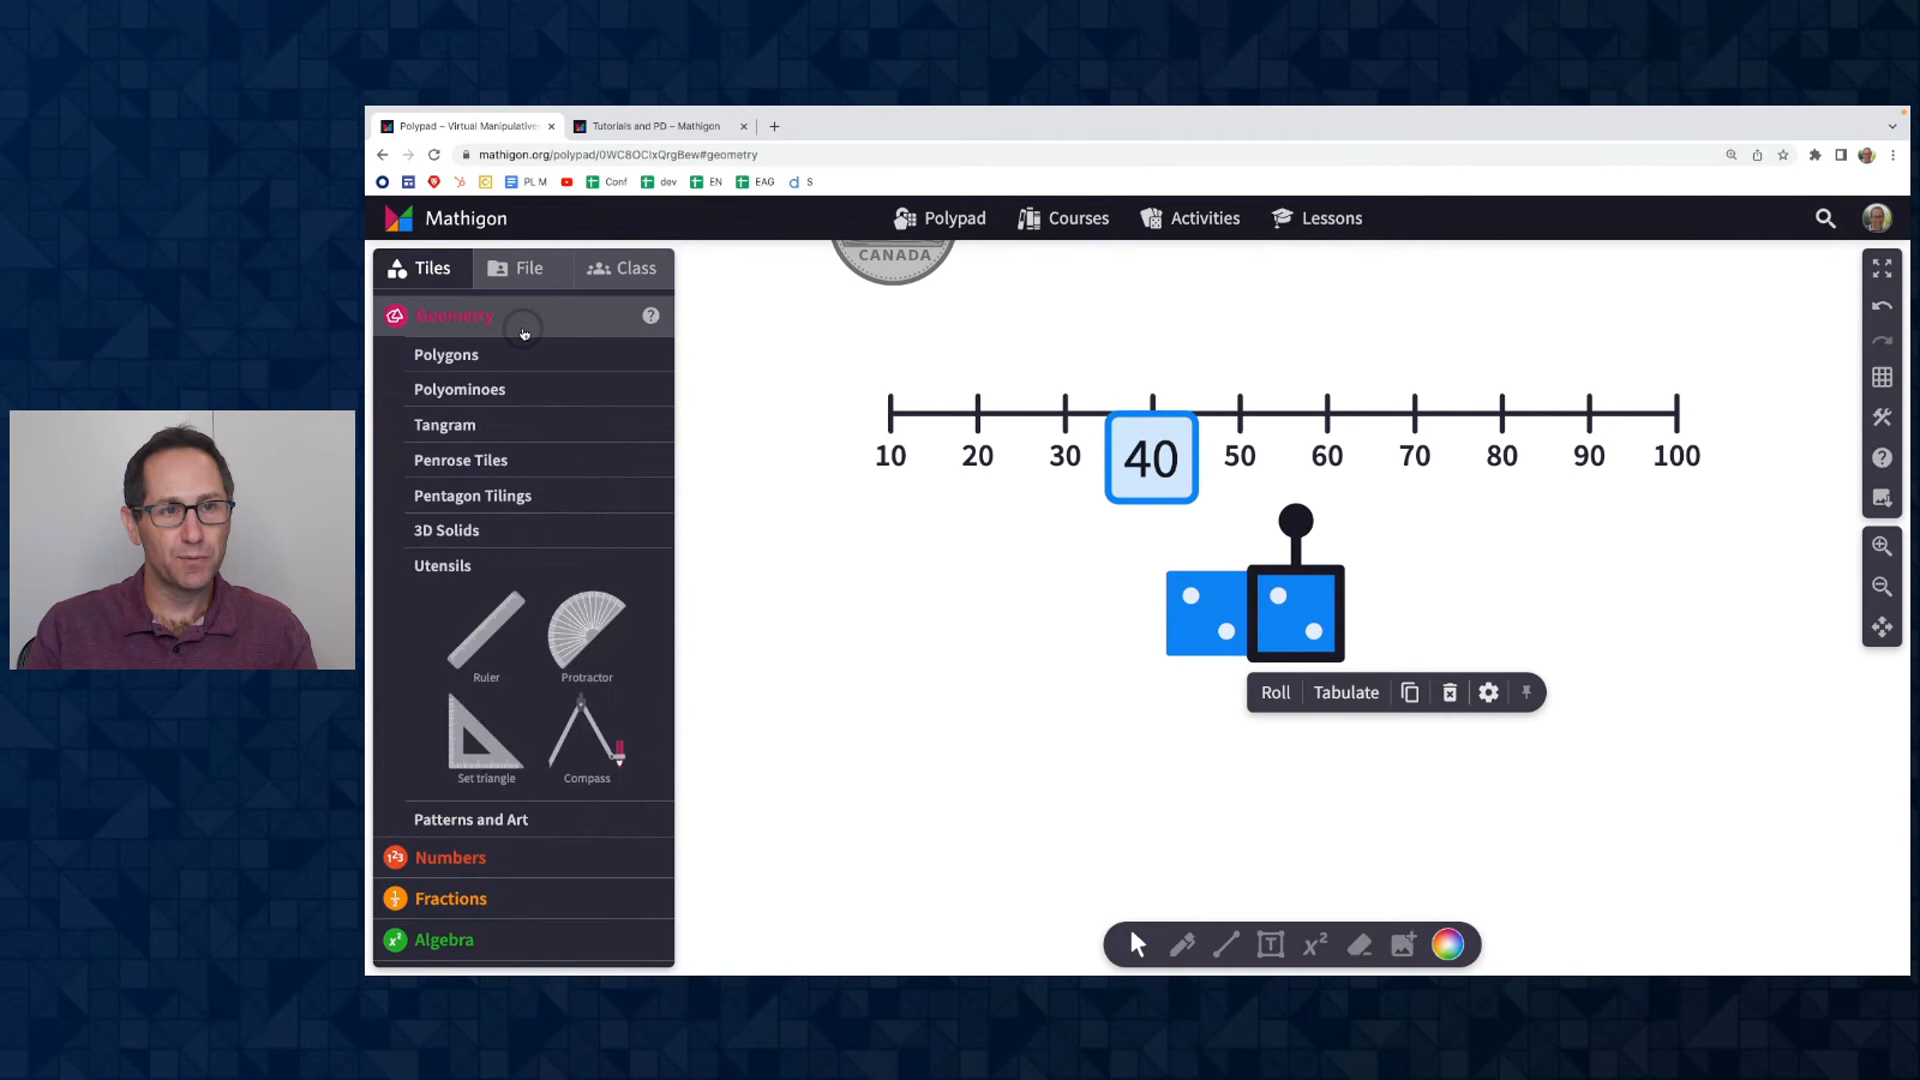 Polypad – Virtual Manipulatives
Tutorials and PD – Mathigon
mathigon.org/polypad/0WC8OClxQrgBew#geometry
PL M
Conf
dev
EN
EAG
S
Mathigon
Polypad
Courses
Activities
Lessons
Tiles
File
Class
CANADA
Geometry
Polygons
Polyominoes
Tangram
Penrose Tiles
Pentagon Tilings
3D Solids
Utensils
Ruler
Protractor
Set triangle
Compass
Patterns and Art
Numbers
Fractions
Algebra
10 20 30 40 50 60 70 80 90 100
Roll
Tabulate